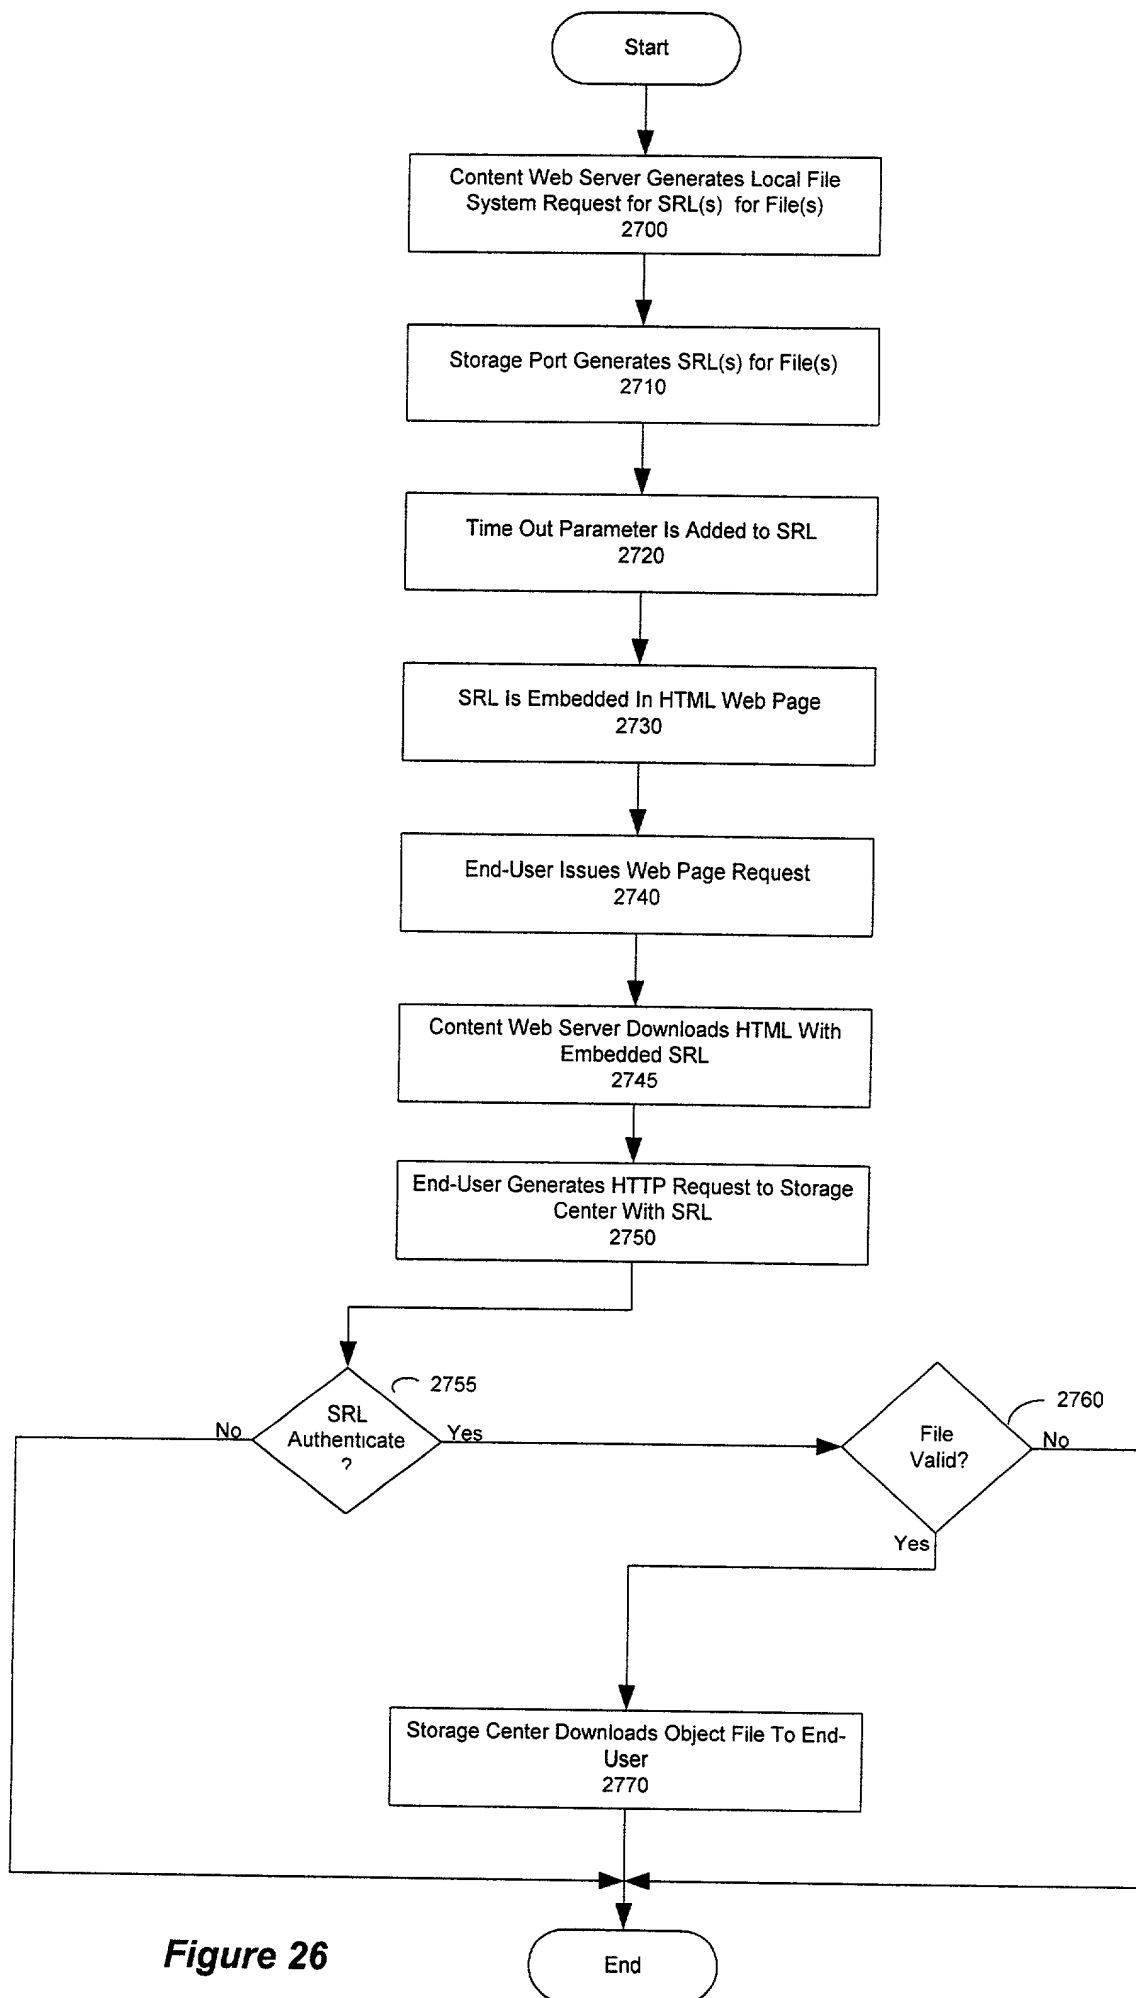 Start
Content Web Server Generates Local File
System Request for SRL(s) for File(s)
2700
Storage Port Generates SRL(s) for File(s)
2710
Time Out Parameter Is Added to SRL
2720
SRL Is Embedded In HTML Web Page
2730
End-User Issues Web Page Request
2740
Content Web Server Downloads HTML With
Embedded SRL
2745
End-User Generates HTTP Request to Storage
Center With SRL
2750
2755
SRL
Authenticate
?
No
Yes
2760
File
Valid?
No
Yes
Storage Center Downloads Object File To End-
User
2770
End
Figure 26